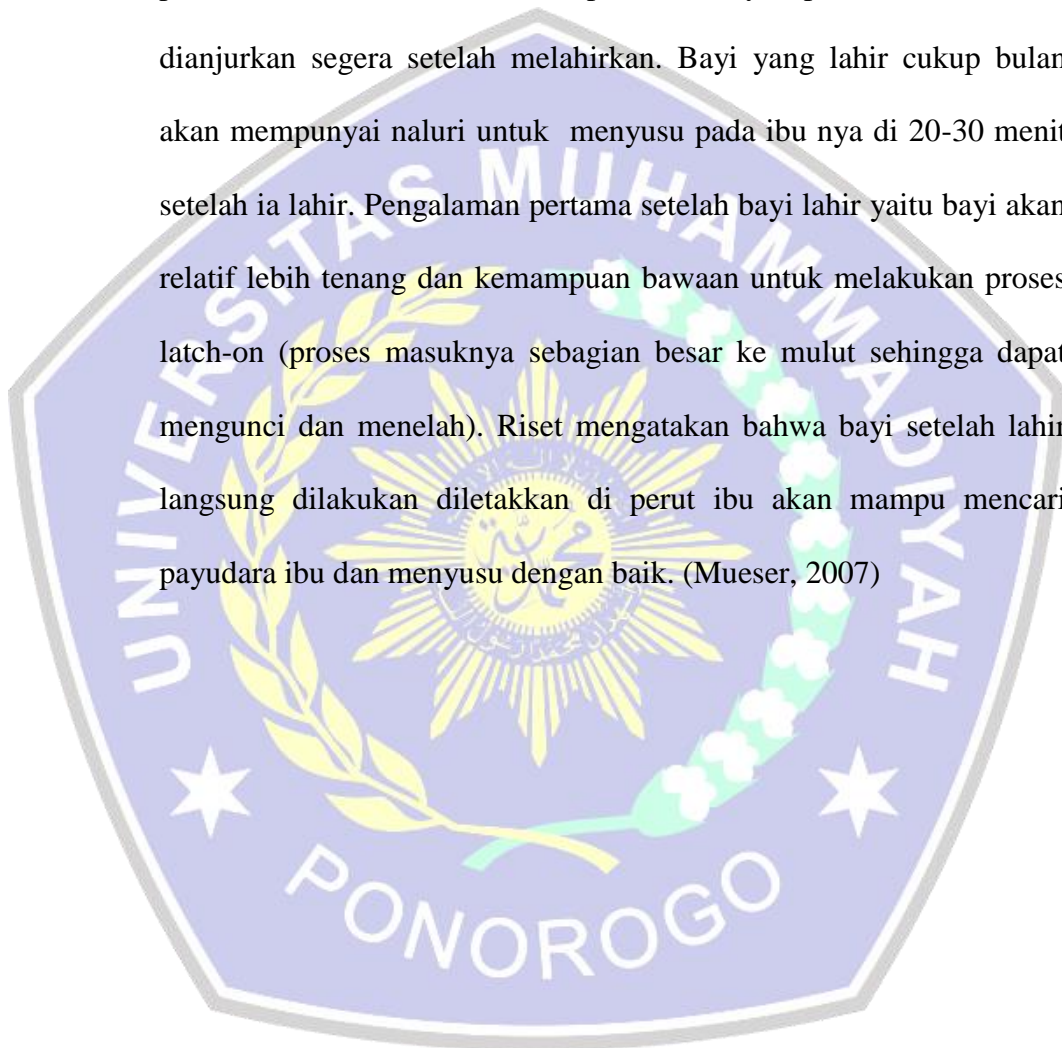 dianjurkan segera setelah melahirkan. Bayi yang lahir cukup bulan
akan mempunyai naluri untuk menyusu pada ibu nya di 20-30 menit
setelah ia lahir. Pengalaman pertama setelah bayi lahir yaitu bayi akan
relatif lebih tenang dan kemampuan bawaan untuk melakukan proses
latch-on (proses masuknya sebagian besar ke mulut sehingga dapat
mengunci dan menelah). Riset mengatakan bahwa bayi setelah lahir
langsung dilakukan diletakkan di perut ibu akan mampu mencari
payudara ibu dan menyusu dengan baik. (Mueser, 2007)
UNIVERSITAS MUHAMMADIYAH
PONOROGO